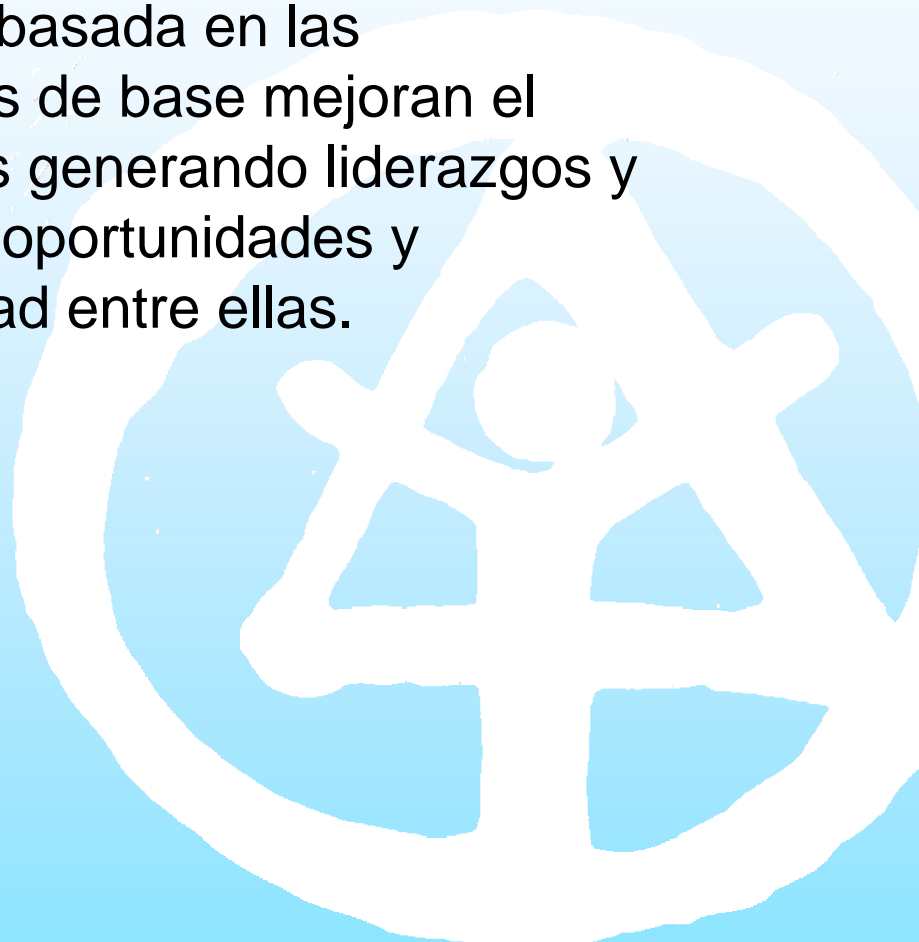 basada en las
s de base mejoran el
s generando liderazgos y
oportunidades y
ad entre ellas.